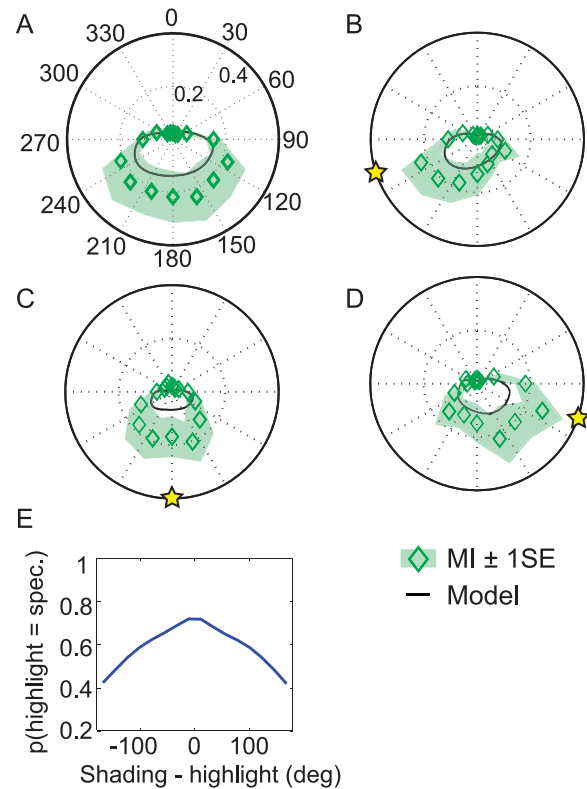 A
0
30
60
90
120
150
180
210
240
270
300
330
0.2
0.4
B
C
D
E
1
0.8
0.6
0.4
0.2
p(highlight = spec.)
-100 0 100
Shading - highlight (deg)
MI ± 1SE
Model